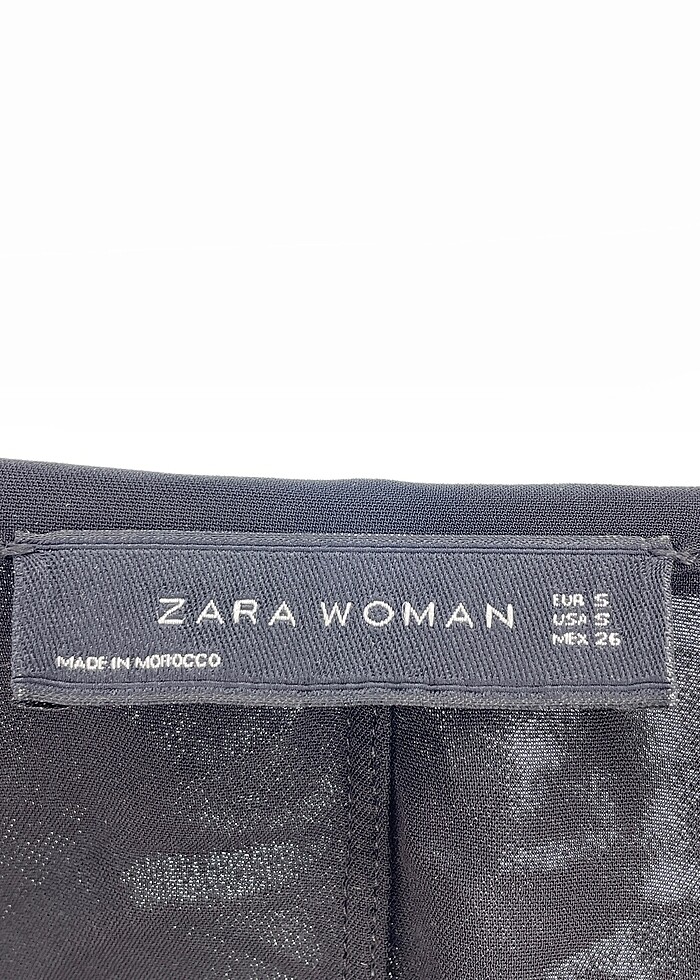 ZARA WOMAN
EUR S
USA S
MEX 26
MADE IN MOROCCO